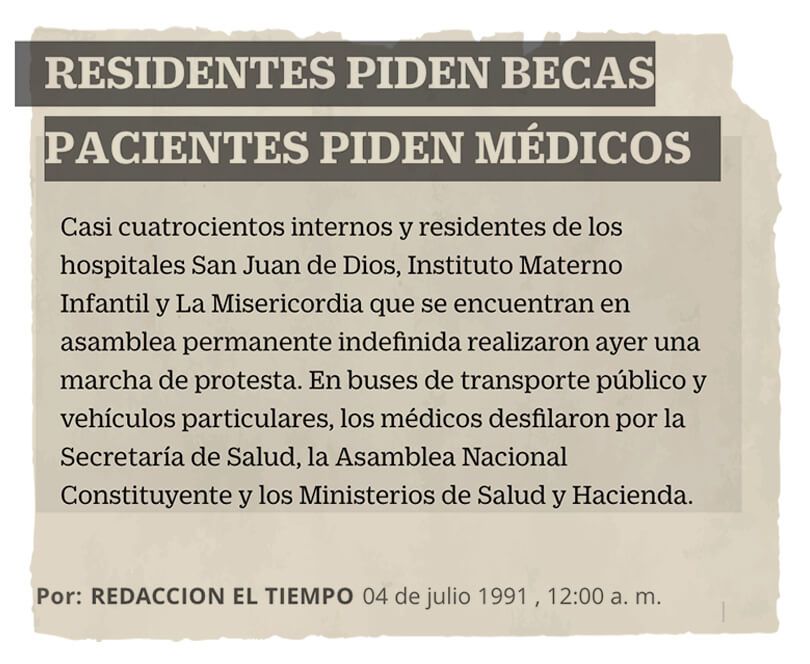 RESIDENTES PIDEN BECAS
PACIENTES PIDEN MÉDICOS
Casi cuatrocientos internos y residentes de los
hospitales San Juan de Dios, Instituto Materno
Infantil y La Misericordia que se encuentran en
asamblea permanente indefinida realizaron ayer una
marcha de protesta. En buses de transporte público y
vehículos particulares, los médicos desfilaron por la
Secretaría de Salud, la Asamblea Nacional
Constituyente y los Ministerios de Salud y Hacienda.
Por: REDACCION EL TIEMPO 04 de julio 1991 , 12:00 a. m.